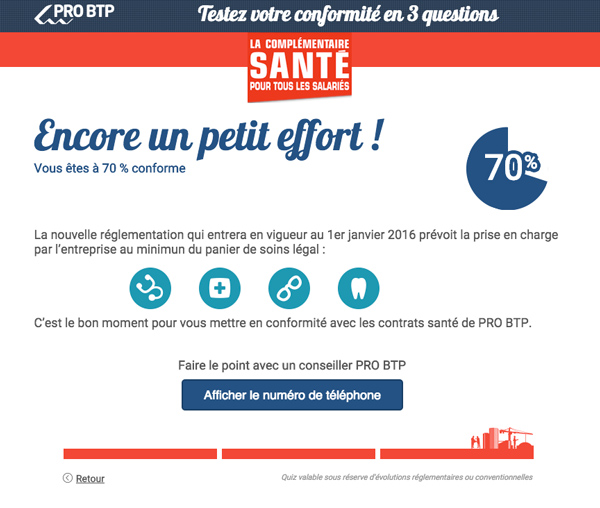 PRO BTP
Testez votre conformité en 3 questions
LA COMPLÉMENTAIRE
SANTÉ
POUR TOUS LES SALARIÉS
Encore un petit effort !
Vous êtes à 70 % conforme
70%
La nouvelle réglementation qui entrera en vigueur au 1er janvier 2016 prévoit la prise en charge
par l'entreprise au minimun du panier de soins légal :
C'est le bon moment pour vous mettre en conformité avec les contrats santé de PRO BTP.
Faire le point avec un conseiller PRO BTP
Afficher le numéro de téléphone
Retour
Quiz valable sous réserve d'évolutions réglementaires ou conventionnelles